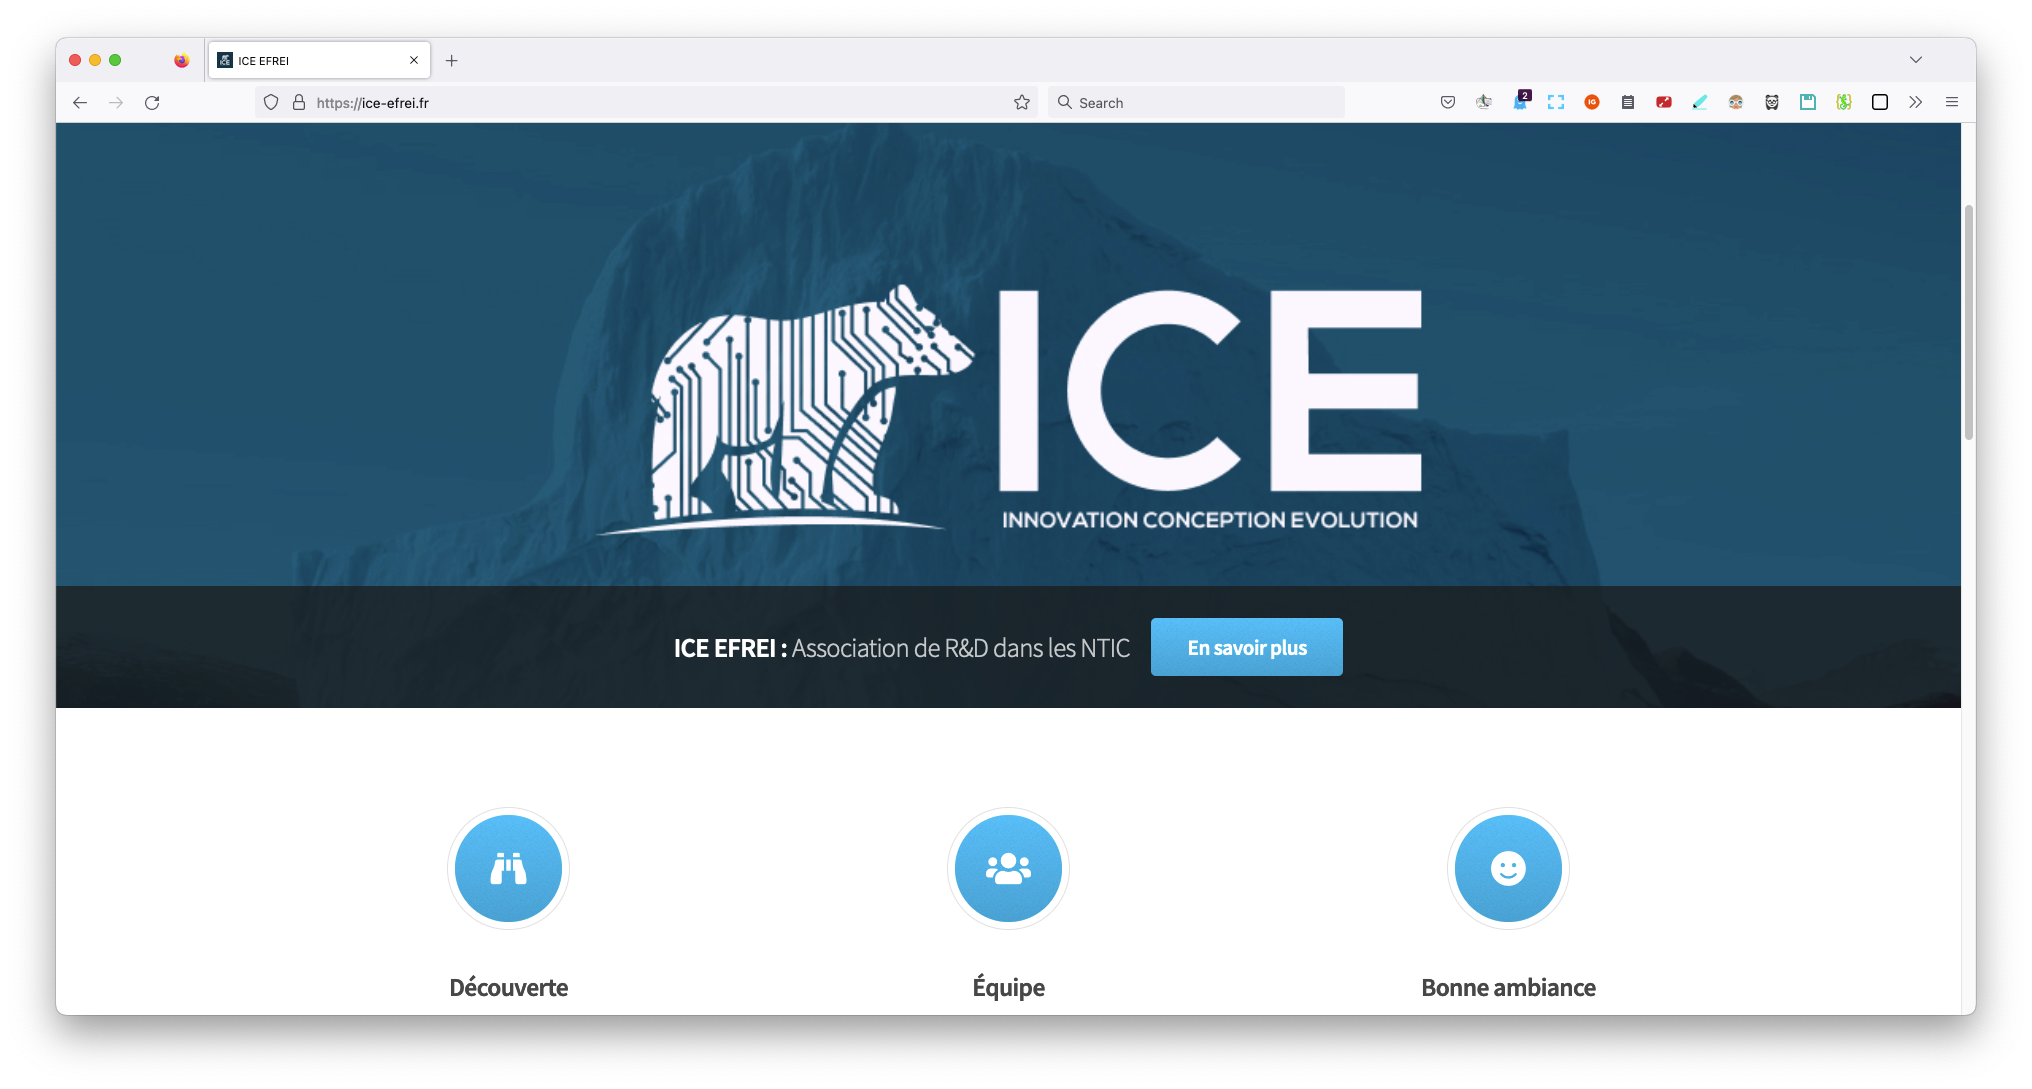 ICE EFREI
https://ice-efrei.fr
Search
2
IG
ICE
INNOVATION CONCEPTION EVOLUTION
ICE EFREI : Association de R&D dans les NTIC
En savoir plus
Découverte
Équipe
Bonne ambiance